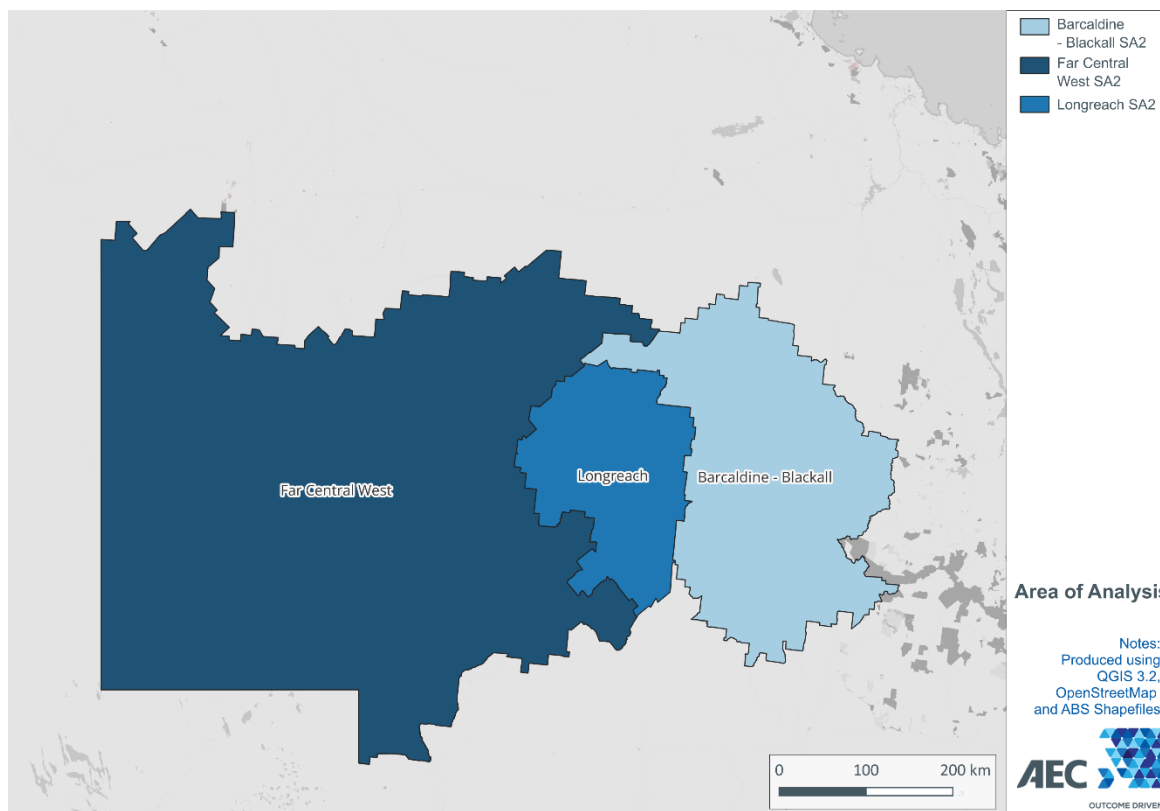 Barcaldine
- Blackall SA2
Far Central
West SA2
Longreach SA2
Far Central West
Longreach
Barcaldine - Blackall
Area of Analysis
Notes:
Produced using
QGIS 3.2,
OpenStreetMap
and ABS Shapefiles
0 100 200 km
AEC
OUTCOME DRIVEN